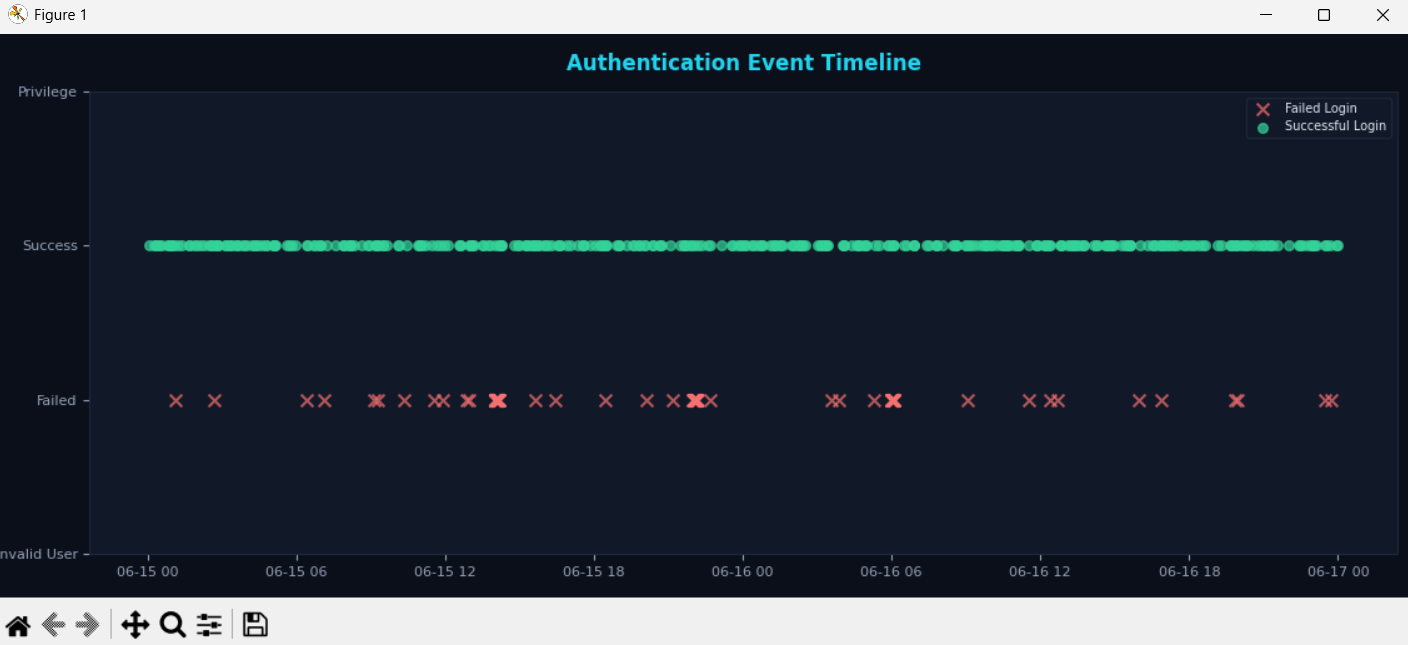 Figure 1
Authentication Event Timeline
Privilege
Failed Login
Successful Login
Success
Failed
nvalid User
06-15 00
06-15 06
06-15 12
06-15 18
06-16 00
06-16 06
06-16 12
06-16 18
06-17 00